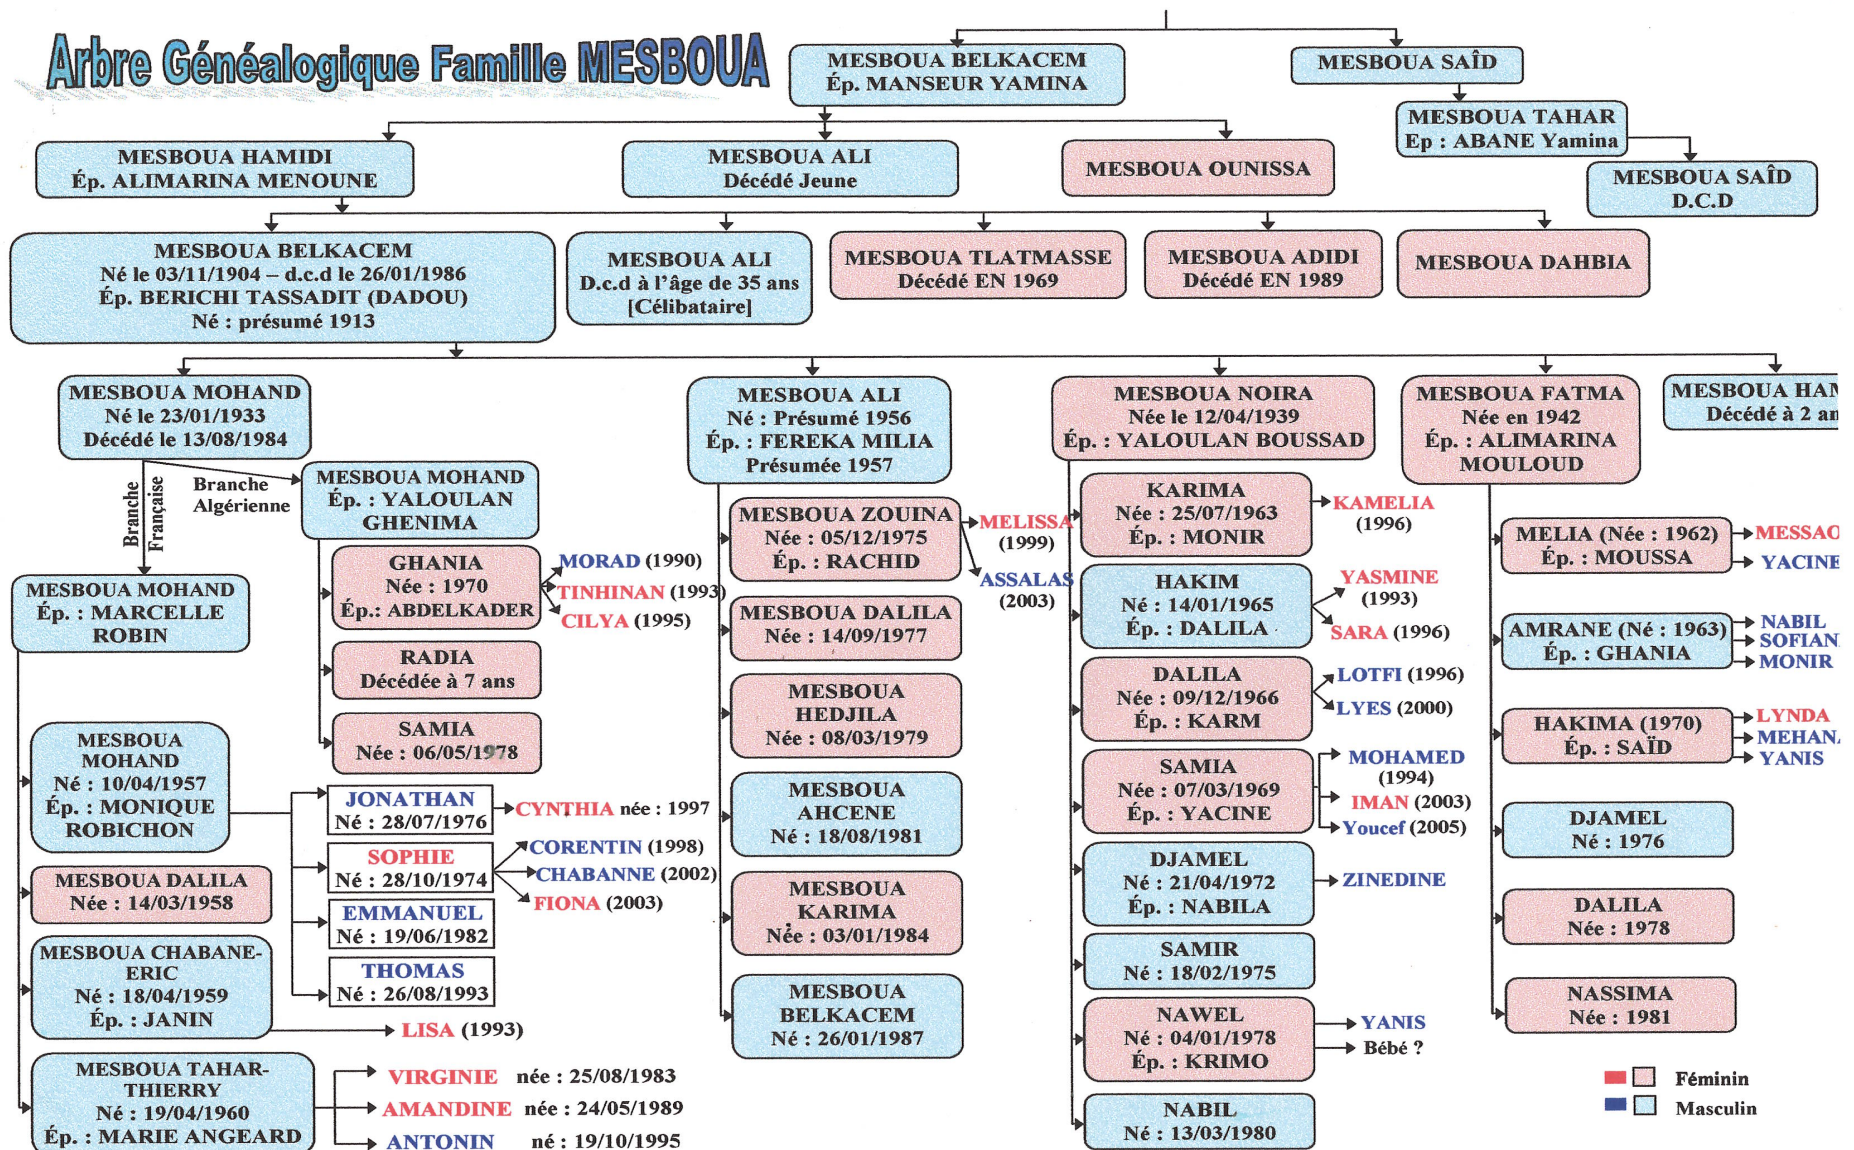 Arbre Généalogique Famille MESBOUA
MESBOUA BELKACEM
Ép. MANSEUR YAMINA
MESBOUA SAÎD
MESBOUA TAHAR
Ep : ABANE Yamina
MESBOUA SAÎD
D.C.D
MESBOUA HAMIDI
Ép. ALIMARINA MENOUNE
MESBOUA ALI
Décédé Jeune
MESBOUA OUNISSA
MESBOUA BELKACEM
Né le 03/11/1904 – d.c.d le 26/01/1986
Ép. BERICHI TASSADIT (DADOU)
Né : présumé 1913
MESBOUA ALI
D.c.d à l'âge de 35 ans
[Célibataire]
MESBOUA TLATMASSE
Décédé EN 1969
MESBOUA ADIDI
Décédé EN 1989
MESBOUA DAHBIA
MESBOUA MOHAND
Né le 23/01/1933
Décédé le 13/08/1984
Branche
Française
Branche
Algérienne
MESBOUA MOHAND
Ép. : YALOULAN
GHENIMA
GHANIA
Née : 1970
Ép.: ABDELKADER
MORAD (1990)
TINHINAN (1993)
CILYA (1995)
RADIA
Décédée à 7 ans
SAMIA
Née : 06/05/1978
MESBOUA MOHAND
Ép. : MARCELLE
ROBIN
MESBOUA
MOHAND
Né : 10/04/1957
Ép. : MONIQUE
ROBICHON
JONATHAN
Né : 28/07/1976
CYNTHIA née : 1997
SOPHIE
Né : 28/10/1974
CORENTIN (1998)
CHABANNE (2002)
FIONA (2003)
EMMANUEL
Né : 19/06/1982
THOMAS
Né : 26/08/1993
MESBOUA DALILA
Née : 14/03/1958
MESBOUA CHABANE-
ERIC
Né : 18/04/1959
Ép. : JANIN
LISA (1993)
MESBOUA TAHAR-
THIERRY
Né : 19/04/1960
Ép. : MARIE ANGEARD
VIRGINIE née : 25/08/1983
AMANDINE née : 24/05/1989
ANTONIN né : 19/10/1995
MESBOUA ALI
Né : Présumé 1956
Ép. : FEREKA MILIA
Présumée 1957
MESBOUA ZOUINA
Née : 05/12/1975
Ép. : RACHID
MELISSA
(1999)
ASSALAS
(2003)
MESBOUA DALILA
Née : 14/09/1977
MESBOUA
HEDJILA
Née : 08/03/1979
MESBOUA
AHCENE
Né : 18/08/1981
MESBOUA
KARIMA
Née : 03/01/1984
MESBOUA
BELKACEM
Né : 26/01/1987
MESBOUA NOIRA
Née le 12/04/1939
Ép. : YALOULAN BOUSSAD
KARIMA
Née : 25/07/1963
Ép. : MONIR
KAMELIA
(1996)
HAKIM
Né : 14/01/1965
Ép. : DALILA
YASMINE
(1993)
SARA (1996)
DALILA
Née : 09/12/1966
Ép. : KARM
LOTFI (1996)
LYES (2000)
SAMIA
Née : 07/03/1969
Ép. : YACINE
MOHAMED
(1994)
IMAN (2003)
Youcef (2005)
DJAMEL
Né : 21/04/1972
Ép. : NABILA
ZINEDINE
SAMIR
Né : 18/02/1975
NAWEL
Né : 04/01/1978
Ép. : KRIMO
YANIS
Bébé ?
NABIL
Né : 13/03/1980
MESBOUA FATMA
Née en 1942
Ép. : ALIMARINA
MOULOUD
MELIA (Née : 1962)
Ép. : MOUSSA
MESSAO
YACINE
AMRANE (Né : 1963)
Ép. : GHANIA
NABIL
SOFIAN
MONIR
HAKIMA (1970)
Ép. : SAÏD
LYNDA
MEHAN
YANIS
DJAMEL
Né : 1976
DALILA
Née : 1978
NASSIMA
Née : 1981
MESBOUA HAM
Décédé à 2 an
Féminin
Masculin